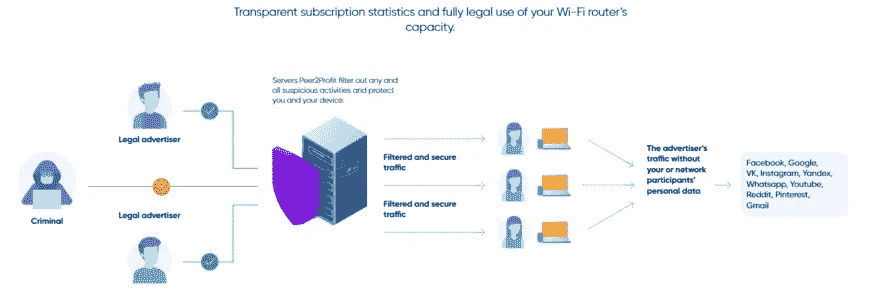 Transparent subscription statistics and fully legal use of your Wi-Fi router's
capacity.
Servers Peer2Profit filter out any and
all suspicious activities and protect
you and your device.
Legal advertiser
Criminal
Legal advertiser
Filtered and secure
traffic
Filtered and secure
traffic
The advertiser's
traffic without
your or network
participants'
personal data
Facebook, Google,
VK, Instagram, Yandex,
Whatsapp, Youtube,
Reddit, Pinterest,
Gmail